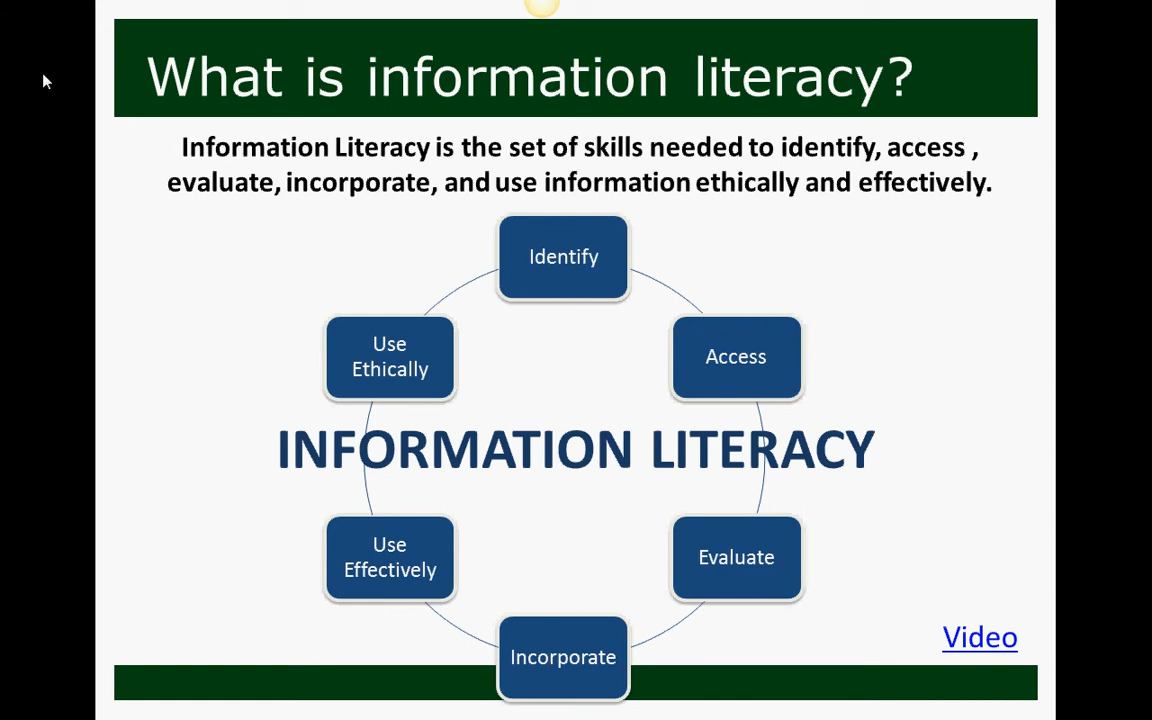 What is information literacy?
Information Literacy is the set of skills needed to identify, access ,
evaluate, incorporate, and use information ethically and effectively.
Identify
Use
Ethically
Access
INFORMATION LITERACY
Use
Effectively
Evaluate
Incorporate
Video